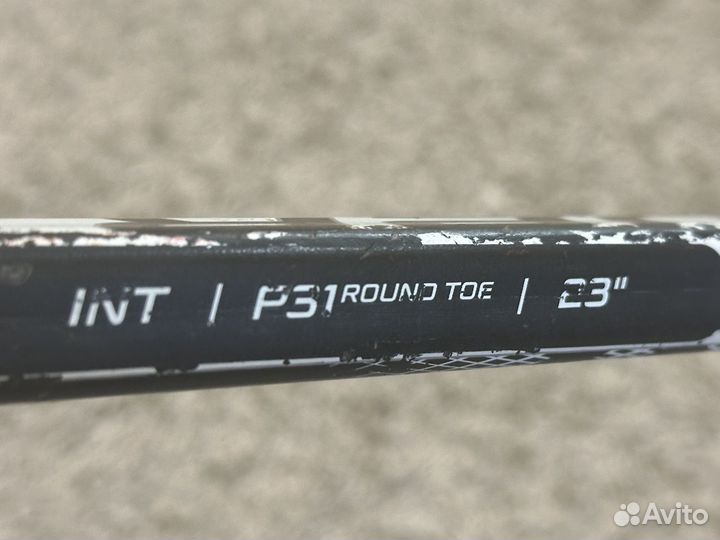 INT | P31 ROUND TOE | 23"
Avito